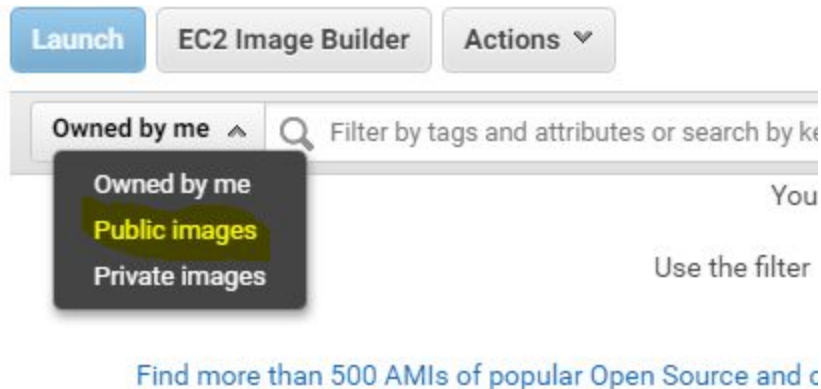 Launch EC2 Image Builder Actions
Owned by me Filter by tags and attributes or search by
Owned by me
You
Public images
Use the filter
Private images
Find more than 500 AMIs of popular Open Source and